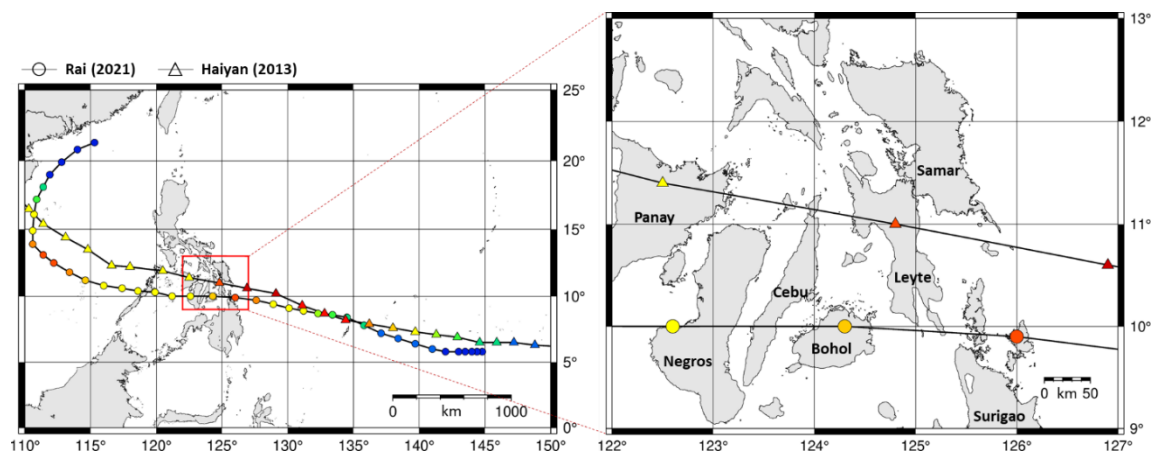 Rai (2021) Haiyan (2013)
25°
20°
15°
10°
5°
0°
0 km 1000
110° 115° 120° 125° 130° 135° 140° 145° 150°
13°
12°
11°
10°
9°
Samar
Panay
Leyte
Cebu
Bohol
Negros
Surigao
0 km 50
122° 123° 124° 125° 126° 127°